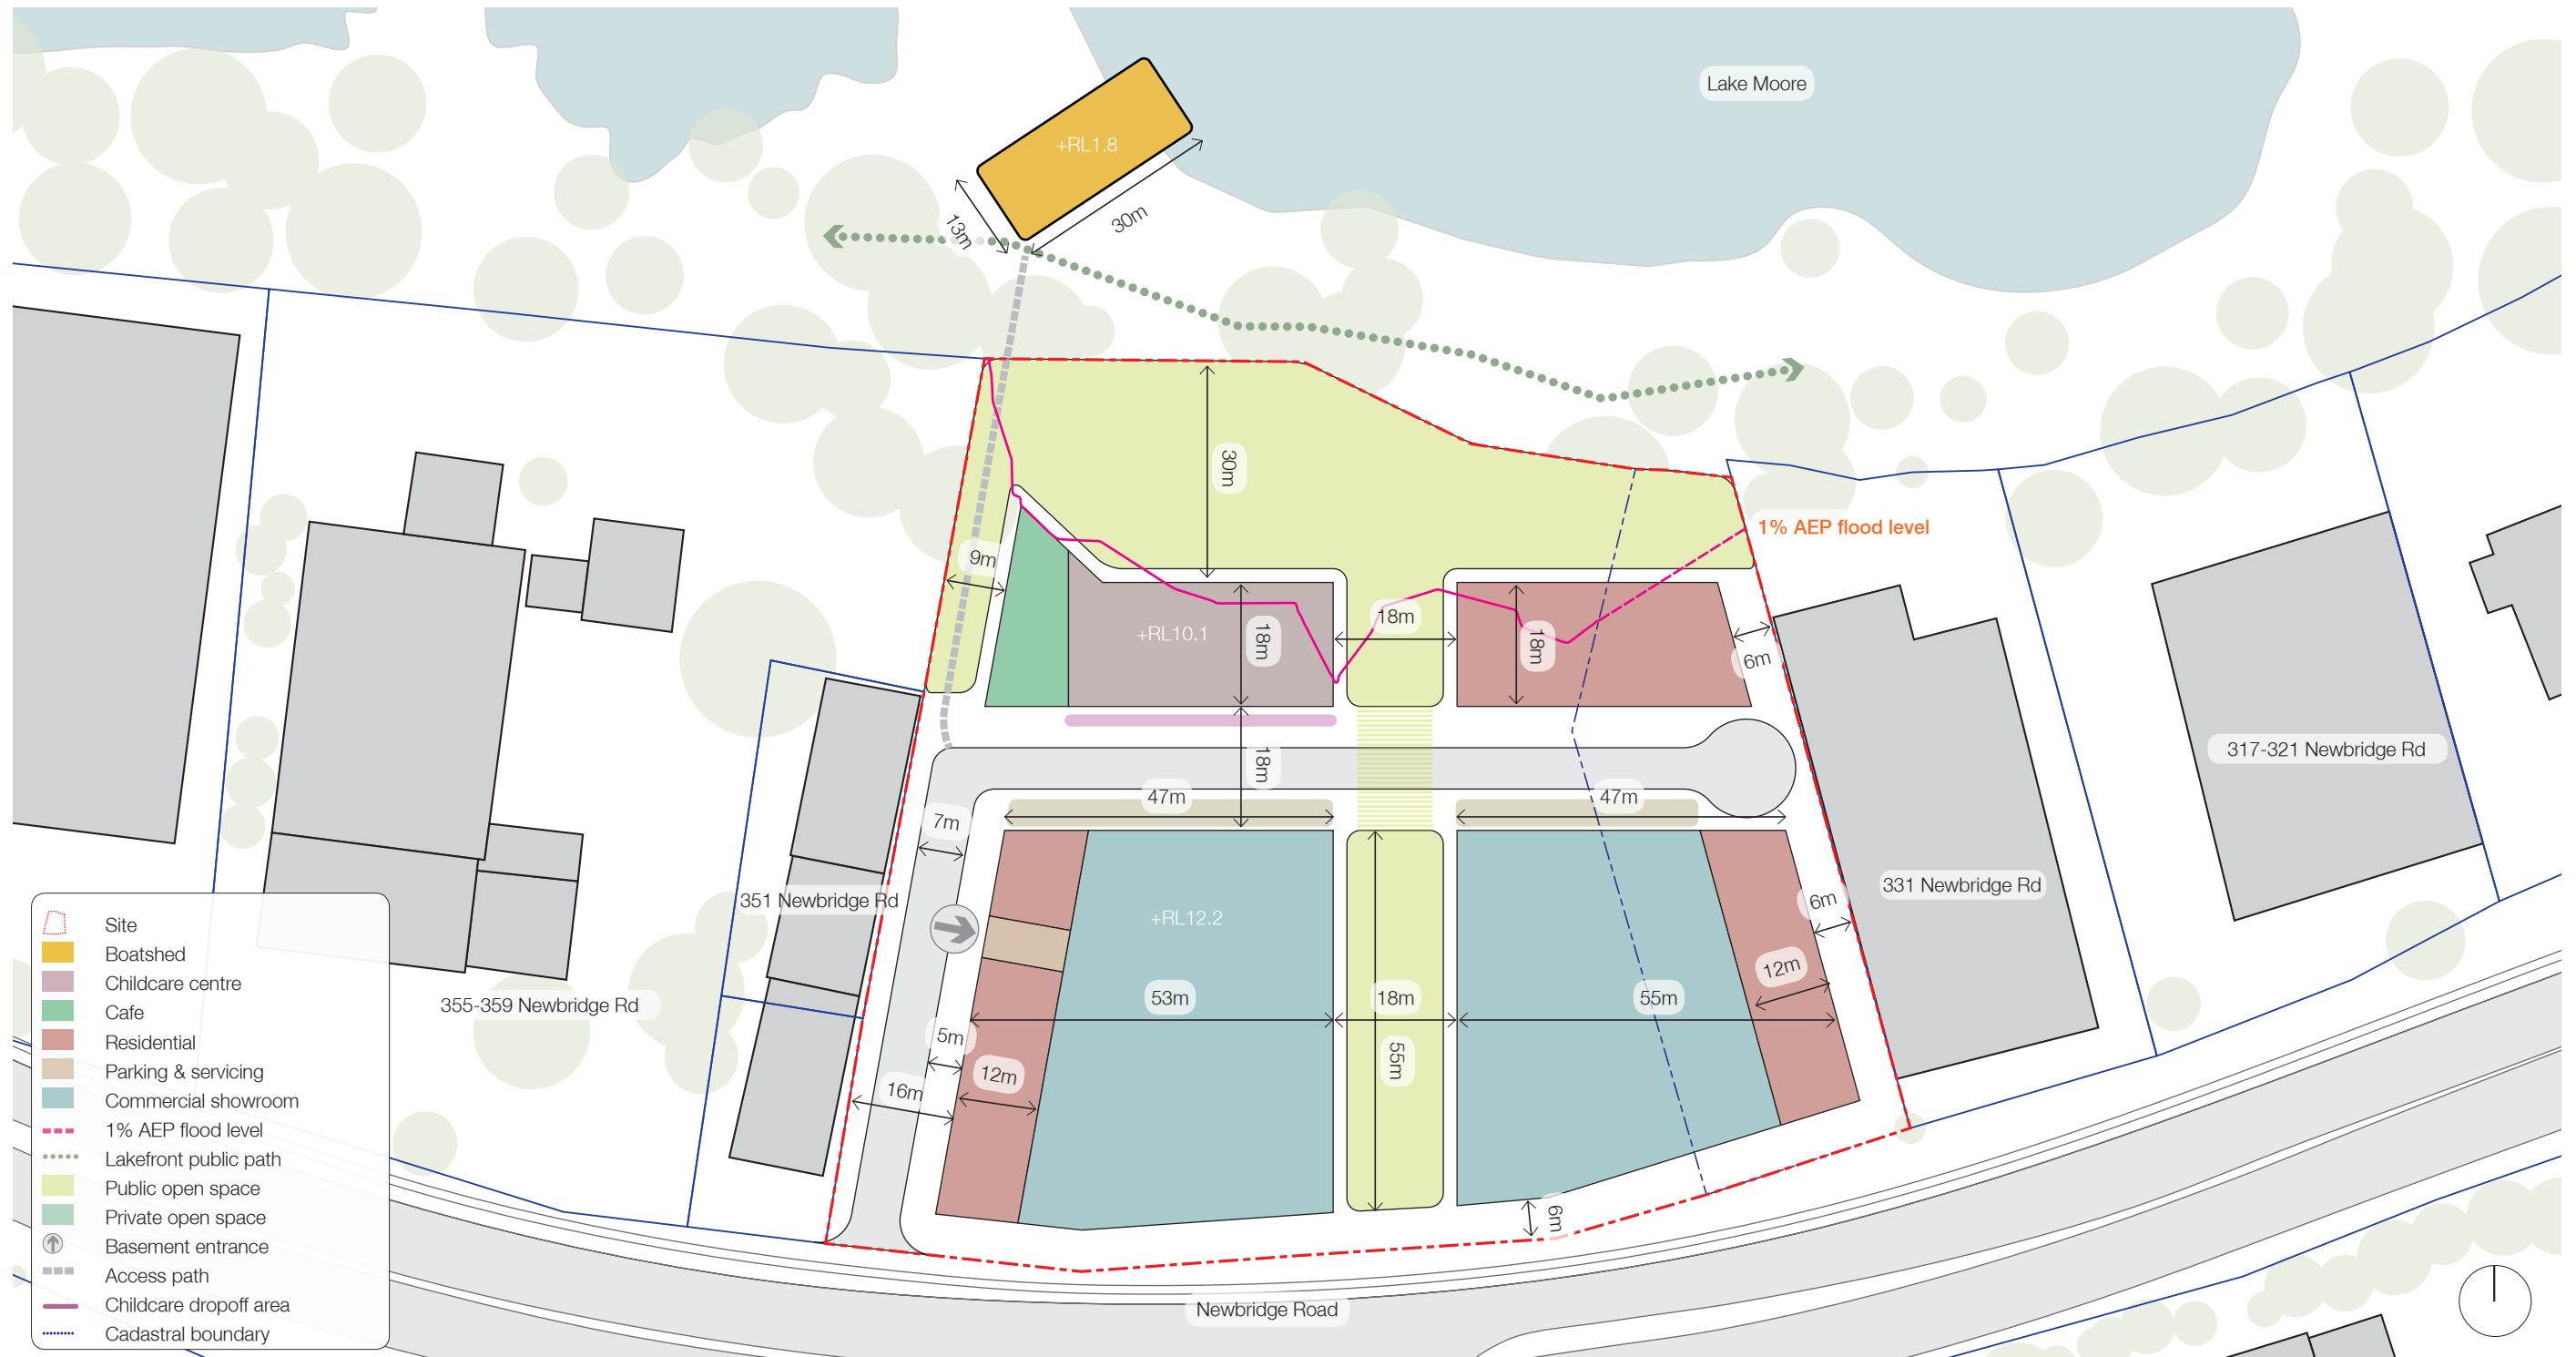 Lake Moore
+RL1.8
13m
30m
30m
1% AEP flood level
9m
+RL10.1
18m
18m
18m
6m
18m
317-321 Newbridge Rd
47m
47m
7m
331 Newbridge Rd
351 Newbridge Rd
+RL12.2
6m
12m
53m
18m
55m
355-359 Newbridge Rd
5m
55m
12m
16m
6m
Newbridge Road
Site
Boatshed
Childcare centre
Cafe
Residential
Parking & servicing
Commercial showroom
1% AEP flood level
Lakefront public path
Public open space
Private open space
Basement entrance
Access path
Childcare dropoff area
Cadastral boundary